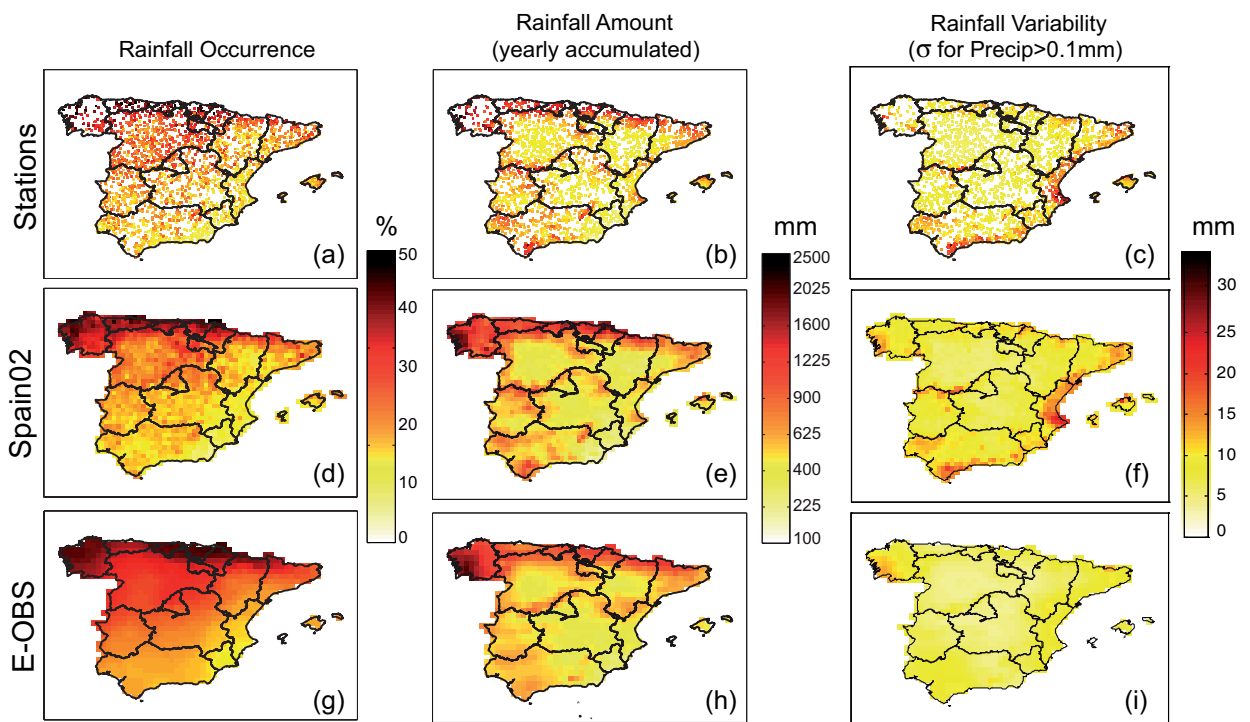 Rainfall Occurrence
Rainfall Amount
(yearly accumulated)
Rainfall Variability
(σ for Precip>0.1mm)
Stations
(a)
(b)
(c)
%
50
40
30
20
10
0
mm
2500
2025
1600
1225
900
625
400
225
100
mm
30
25
20
15
10
5
0
Spain02
(d)
(e)
(f)
E-OBS
(g)
(h)
(i)